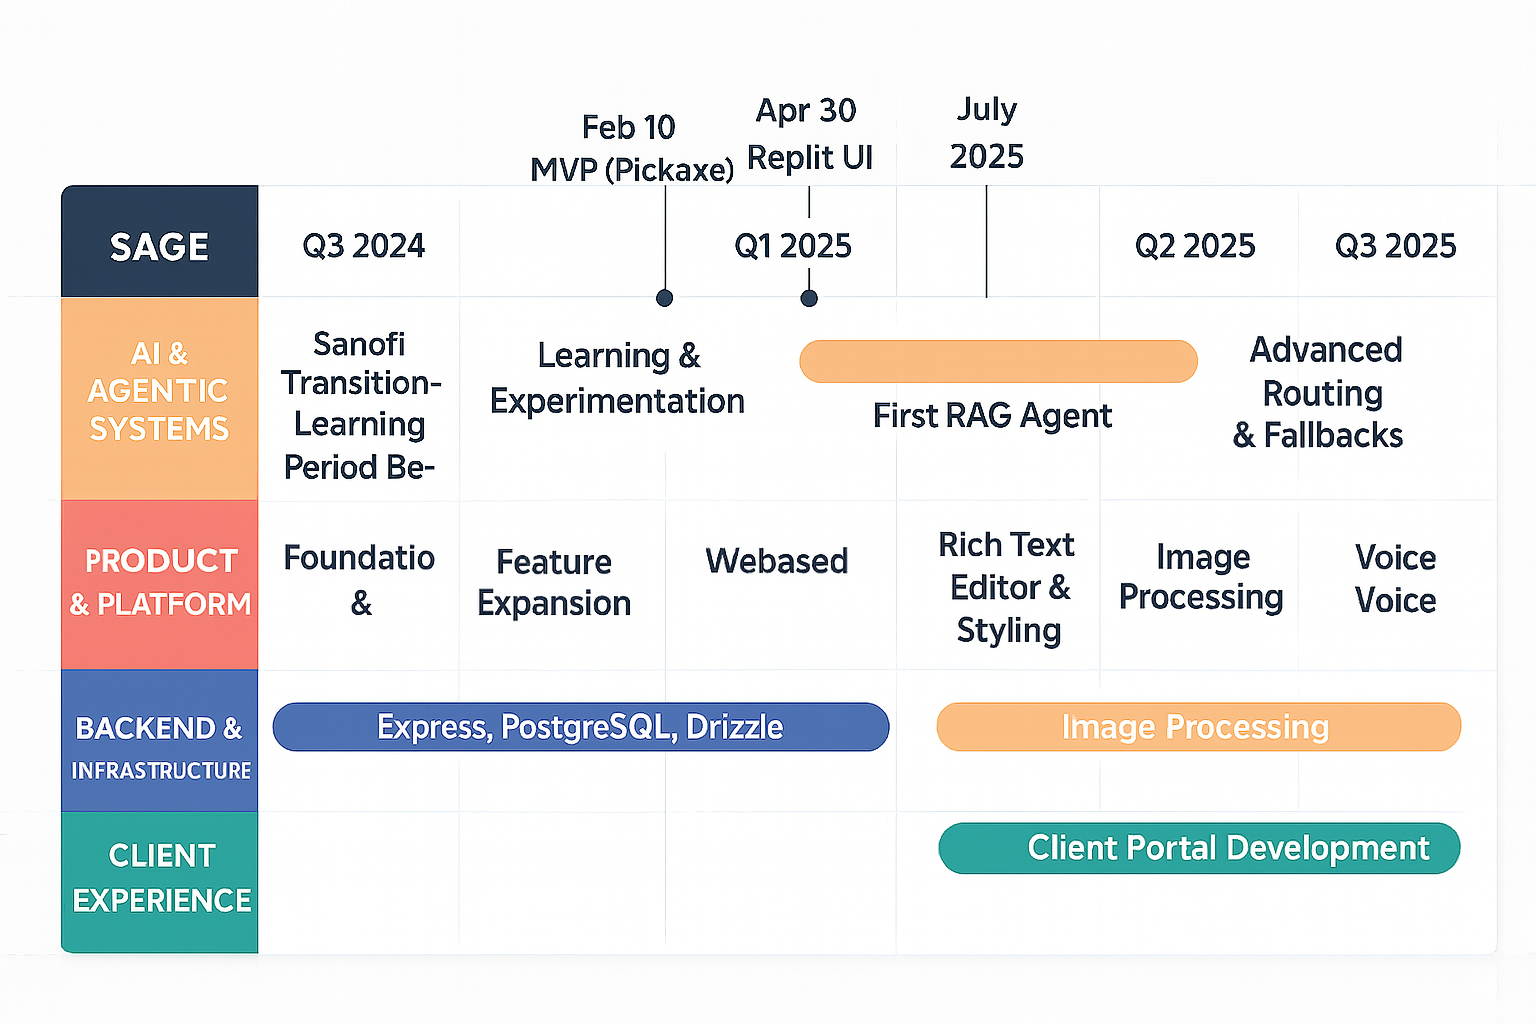 Feb 10
MVP (Pickaxe)
Apr 30
Replit UI
July
2025
SAGE
Q3 2024
Q1 2025
Q2 2025
Q3 2025
AI &
AGENTIC
SYSTEMS
Sanofi
Transition-
Learning
Period Be-
Learning &
Experimentation
First RAG Agent
Advanced
Routing
& Fallbacks
PRODUCT
& PLATFORM
Foundatio
&
Feature
Expansion
Webased
Rich Text
Editor &
Styling
Image
Processing
Voice
Voice
BACKEND &
INFRASTRUCTURE
Express, PostgreSQL, Drizzle
Image Processing
CLIENT
EXPERIENCE
Client Portal Development